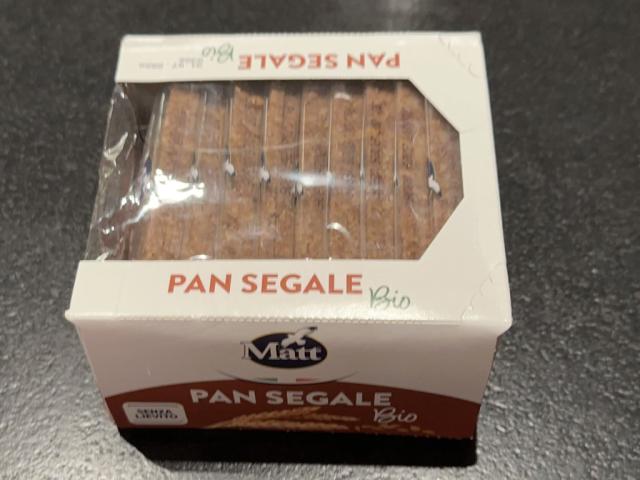 PAN SEGALE
Bio
PAN SEGALE
Bio
Matt
PAN SEGALE
Bio
SENZA
LIEVITO